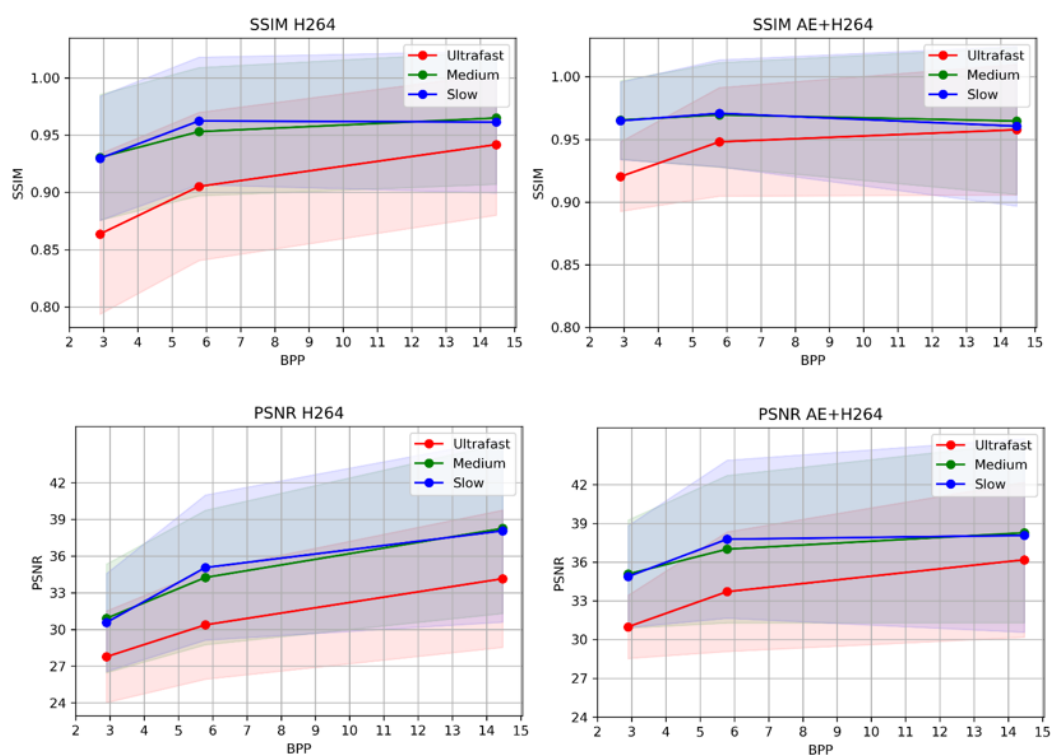 SSIM H264
Ultrafast
Medium
Slow
1.00
0.95
0.90
0.85
0.80
SSIM
2 3 4 5 6 7 8 9 10 11 12 13 14 15
BPP
SSIM AE+H264
Ultrafast
Medium
Slow
1.00
0.95
0.90
0.85
0.80
SSIM
2 3 4 5 6 7 8 9 10 11 12 13 14 15
BPP
PSNR H264
Ultrafast
Medium
Slow
42
39
36
33
30
27
24
PSNR
2 3 4 5 6 7 8 9 10 11 12 13 14 15
BPP
PSNR AE+H264
Ultrafast
Medium
Slow
42
39
36
33
30
27
24
PSNR
2 3 4 5 6 7 8 9 10 11 12 13 14 15
BPP